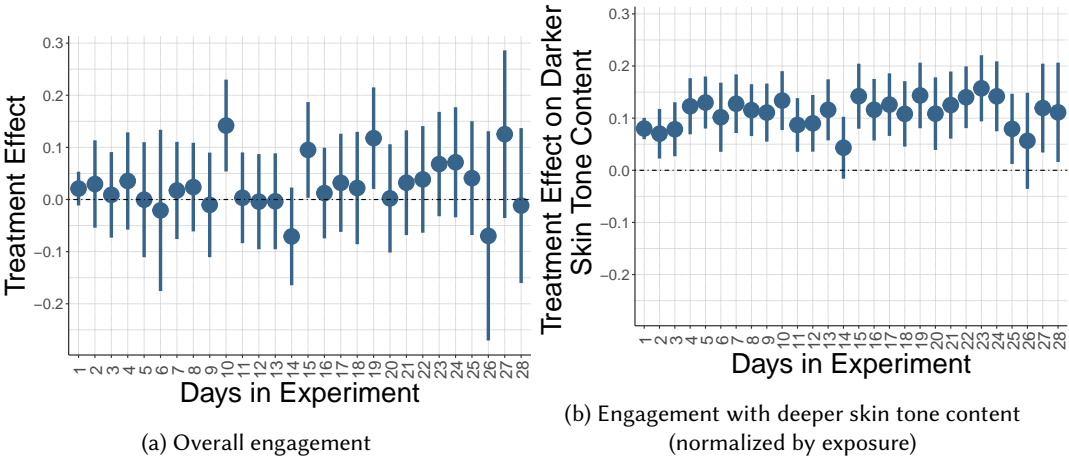 Treatment Effect
0.3
0.2
0.1
0.0
−0.1
−0.2
1 2 3 4 5 6 7 8 9 10 11 12 13 14 15 16 17 18 19 20 21 22 23 24 25 26 27 28
Days in Experiment
(a) Overall engagement
Treatment Effect on Darker
Skin Tone Content
0.3
0.2
0.1
0.0
−0.1
−0.2
1 2 3 4 5 6 7 8 9 10 11 12 13 14 15 16 17 18 19 20 21 22 23 24 25 26 27 28
Days in Experiment
(b) Engagement with deeper skin tone content
(normalized by exposure)